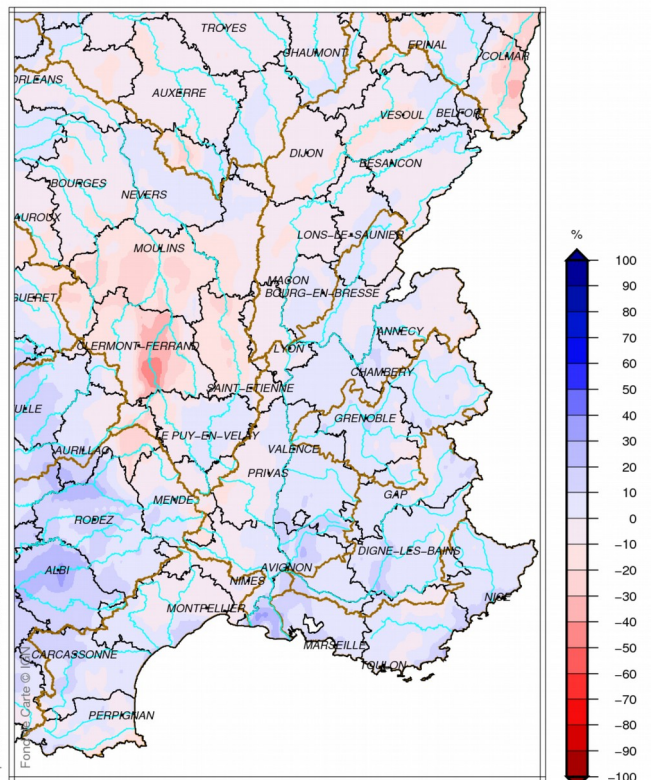 TROYES
CHAUMONT
EPINAL
COLMAR
ORLEANS
AUXERRE
VESOUL
BELFORT
DIJON
BESANCON
BOURGES
NEVERS
AUROUX
LONS-LE-SAUNIER
MOULINS
MACON
BOURG-EN-BRESSE
GUERET
ANNECY
CLERMONT-FERRAND
LYON
CHAMBERY
SAINT-ETIENNE
ULLE
GRENOBLE
LE PUY-EN-VELAY
AURILLAC
VALENCE
PRIVAS
MENDE
GAP
RODEZ
DIGNE-LES-BAINS
ALBI
AVIGNON
NIMES
NICE
MONTPELLIER
MARSEILLE
CARCASSONNE
TOULON
PERPIGNAN
Fond de Carte © IGN
%
100
90
80
70
60
50
40
30
20
10
0
-10
-20
-30
-40
-50
-60
-70
-80
-90
-100